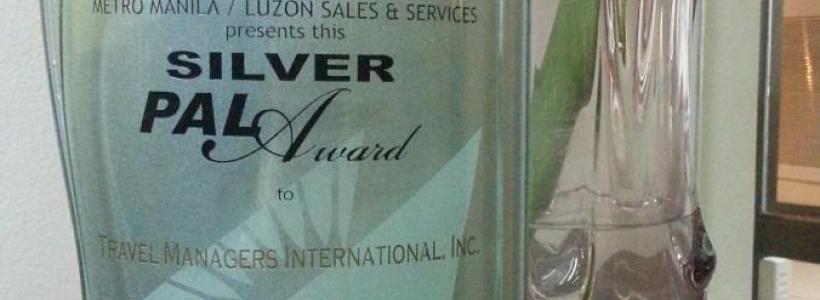 METRO MANILA / LUZON SALES & SERVICES
presents this
SILVER
PAL Award
to
TRAVEL MANAGERS INTERNATIONAL, INC.